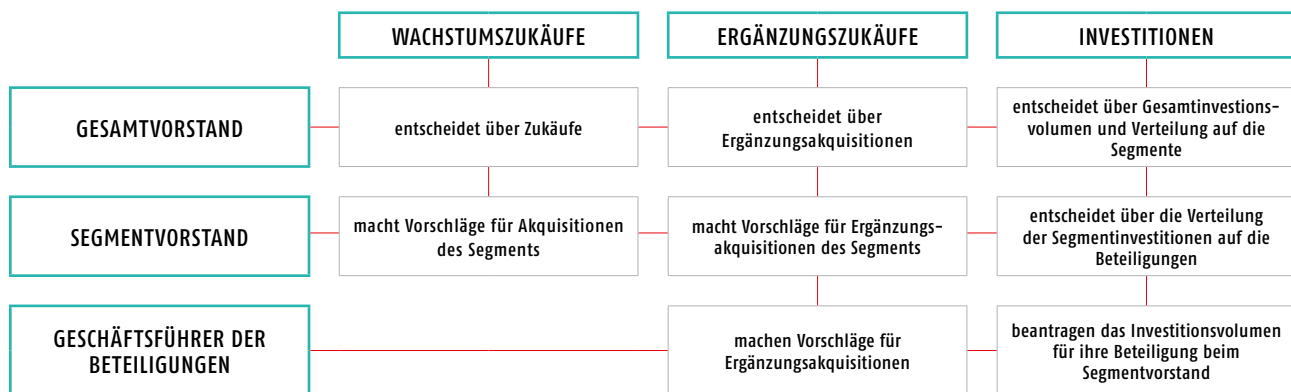 WACHSTUMSZUKÄUFE
ERGÄNZUNGSZUKÄUFE
INVESTITIONEN
GESAMTVORSTAND
entscheidet über Zukäufe
entscheidet über
Ergänzungsakquisitionen
entscheidet über Gesamtinvestions-
volumen und Verteilung auf die
Segmente
SEGMENTVORSTAND
macht Vorschläge für Akquisitionen
des Segments
macht Vorschläge für Ergänzungs-
akquisitionen des Segments
entscheidet über die Verteilung
der Segmentinvestitionen auf die
Beteiligungen
GESCHÄFTSFÜHRER DER
BETEILIGUNGEN
machen Vorschläge für
Ergänzungsakquisitionen
beantragen das Investitionsvolumen
für ihre Beteiligung beim
Segmentvorstand